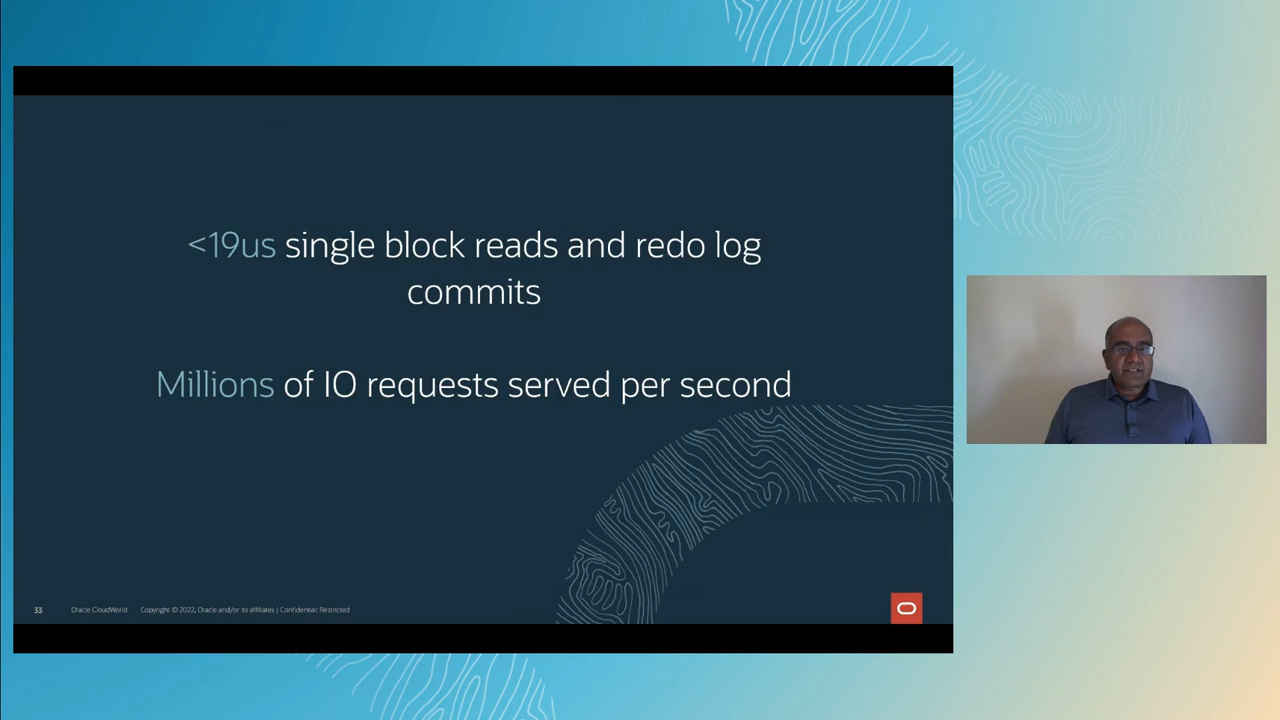 <19us single block reads and redo log
commits
Millions of IO requests served per second
33 Oracle CloudWorld Copyright © 2022, Oracle and/or its affiliates | Confidential: Restricted